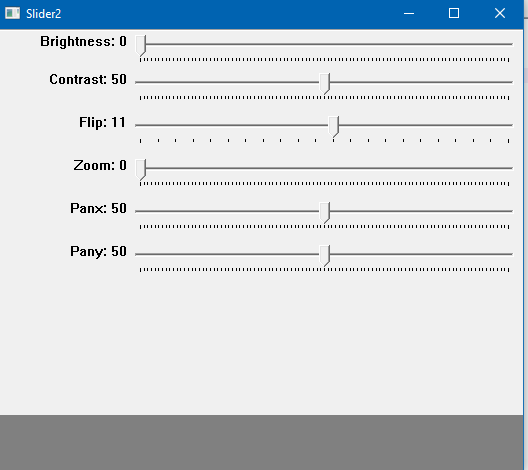 Slider2
Brightness: 0
Contrast: 50
Flip: 11
Zoom: 0
Panx: 50
Pany: 50